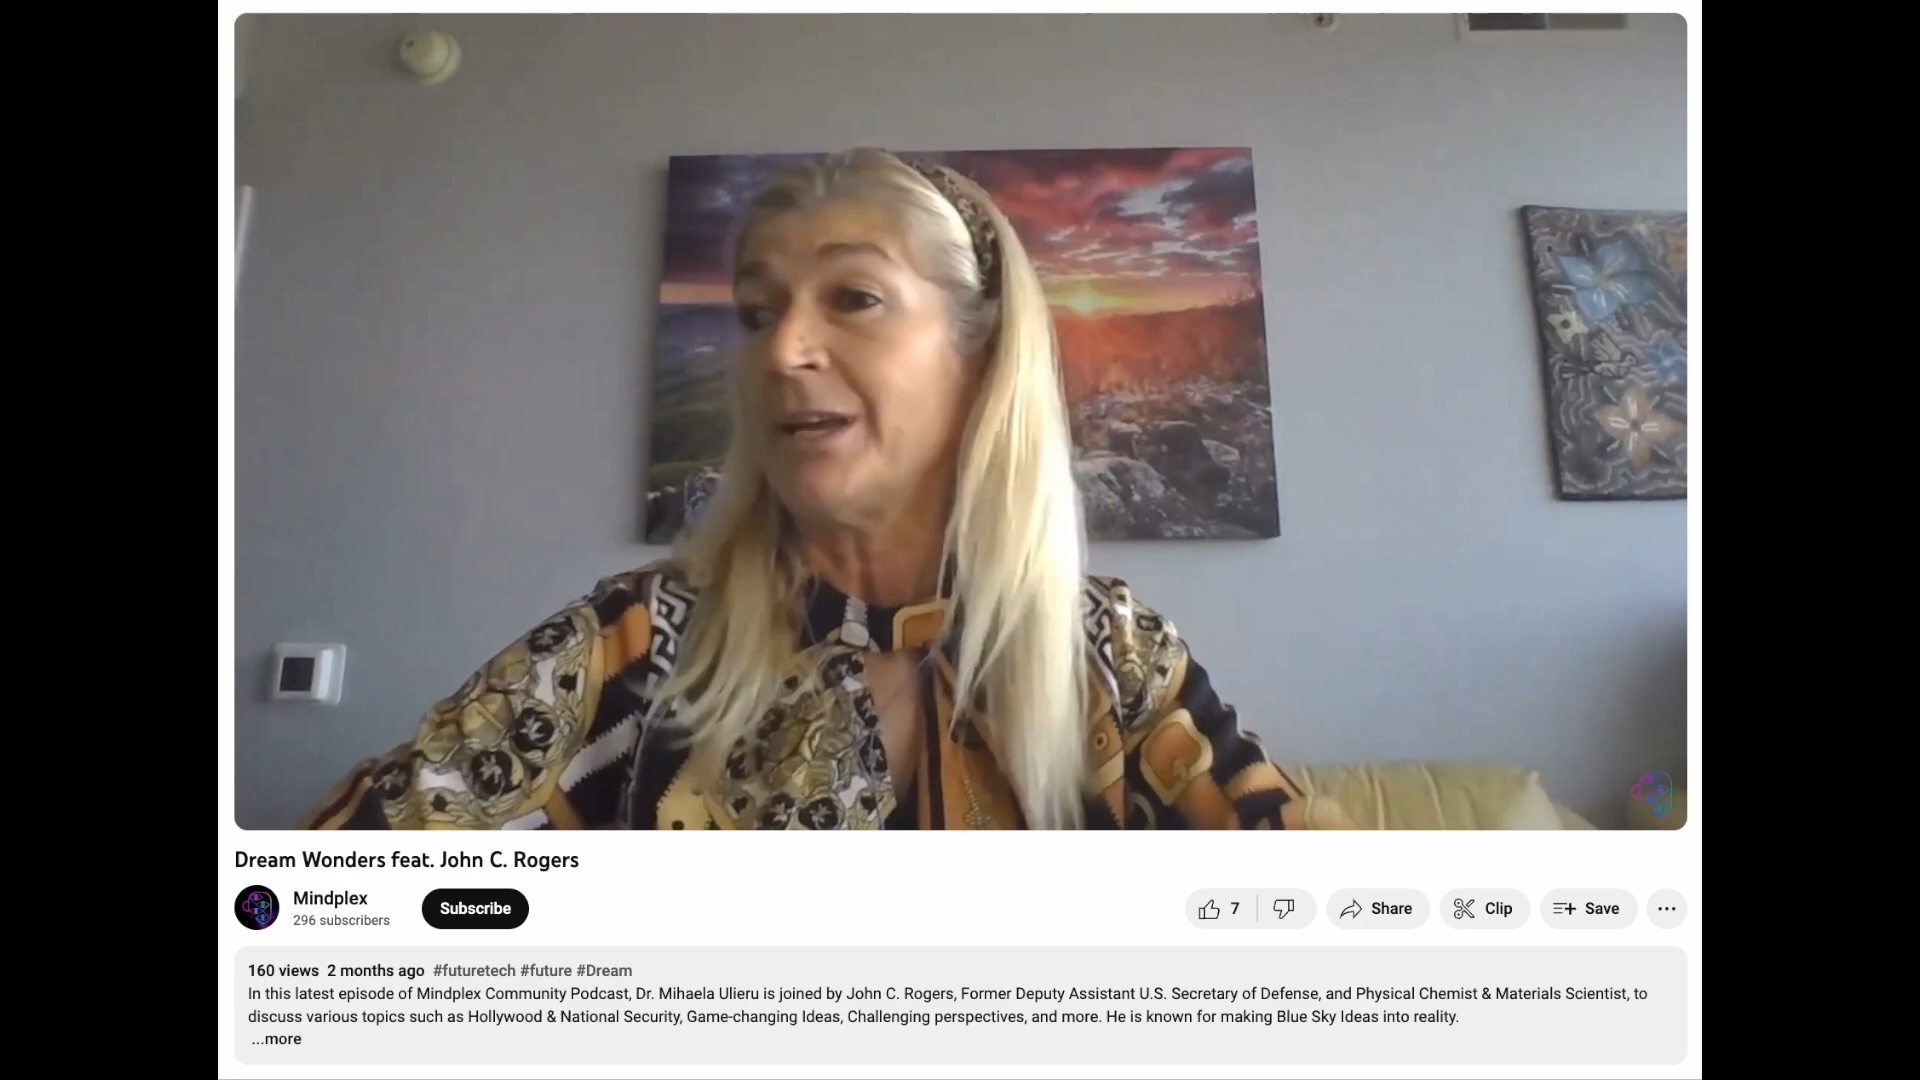 Dream Wonders feat. John C. Rogers
Mindplex
296 subscribers
Subscribe
7
Share
Clip
Save
160 views 2 months ago #futuretech #future #Dream
In this latest episode of Mindplex Community Podcast, Dr. Mihaela Ulieru is joined by John C. Rogers, Former Deputy Assistant U.S. Secretary of Defense, and Physical Chemist & Materials Scientist, to
discuss various topics such as Hollywood & National Security, Game-changing Ideas, Challenging perspectives, and more. He is known for making Blue Sky Ideas into reality.
...more